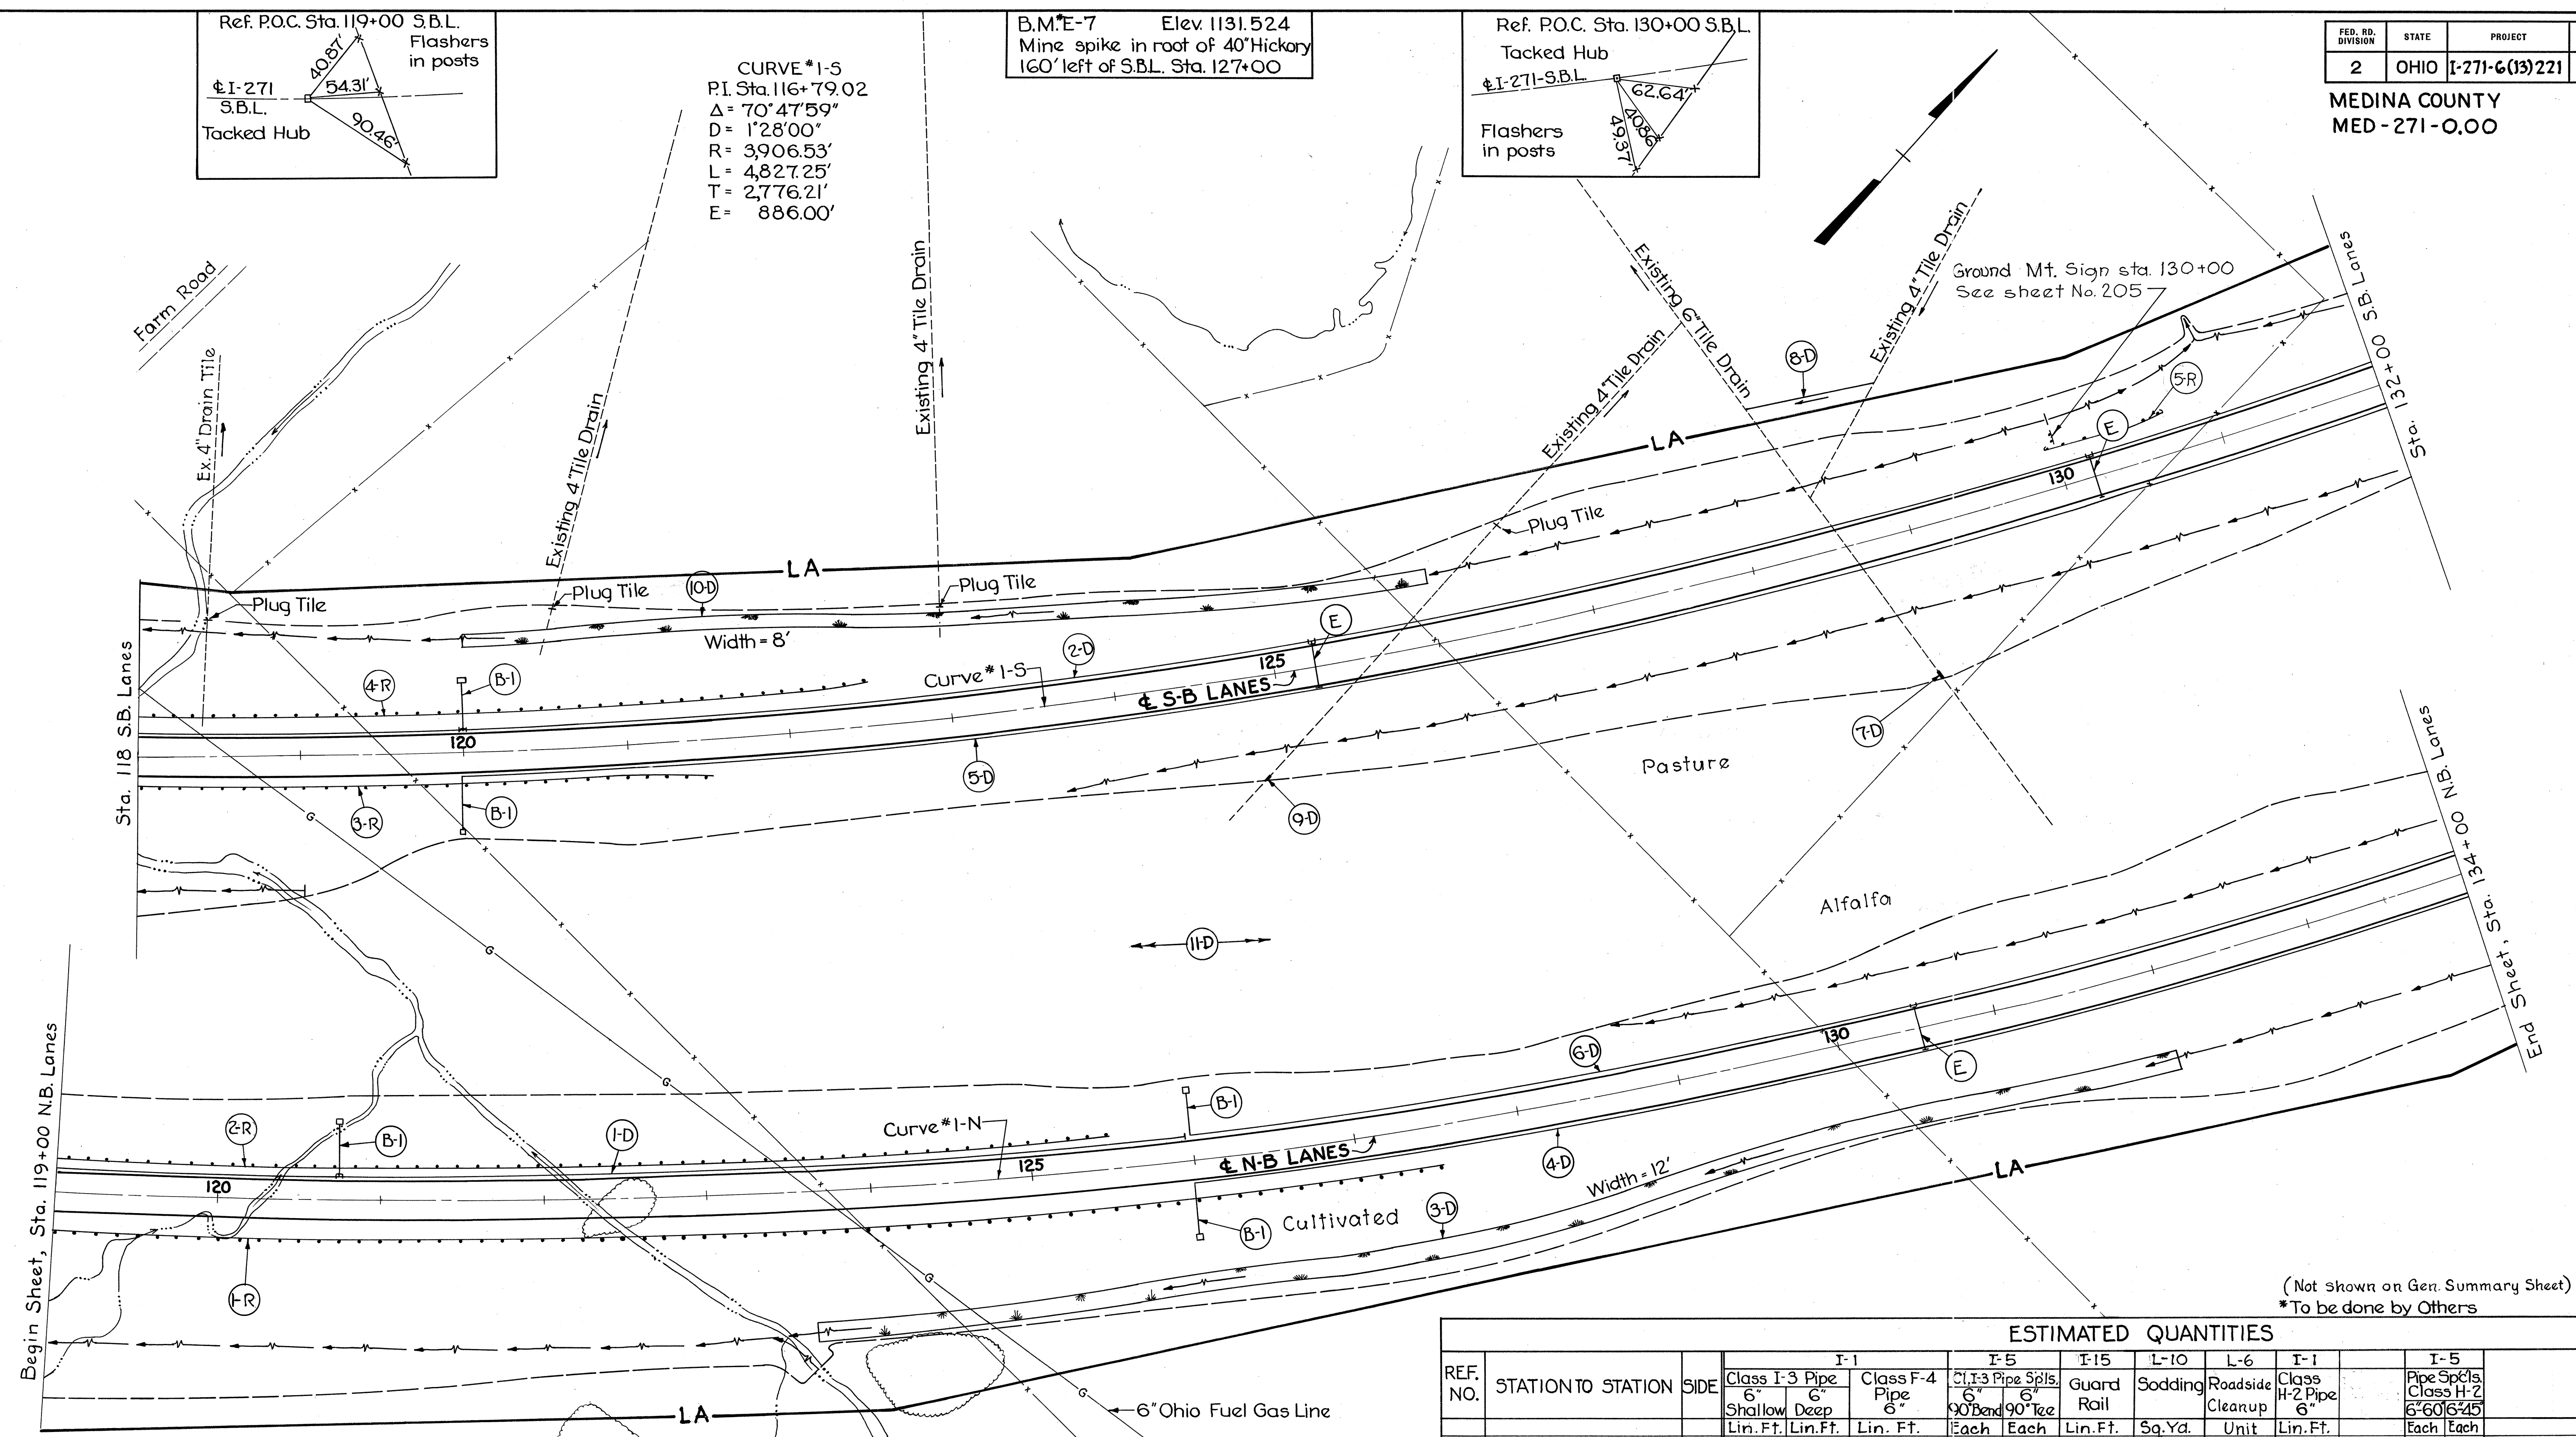 Ref. P.O.C. Sta. 119+00 S.B.L.
Flashers
in posts
40.87'
54.31'
90.46'
℄ I-271
S.B.L.
Tacked Hub
CURVE #1-S
P.I. Sta. 116+79.02
Δ = 70°47'59"
D = 1°28'00"
R = 3,906.53'
L = 4,827.25'
T = 2,776.21'
E = 886.00'
B.M.#E-7 Elev. 1131.524
Mine spike in root of 40" Hickory
160' left of S.B.L. Sta. 127+00
Ref. P.O.C. Sta. 130+00 S.B.L.
Tacked Hub
℄ I-271-S.B.L.
62.64'
40.86'
49.37'
Flashers
in posts
FED. RD.
DIVISION
STATE
PROJECT
2
OHIO
I-271-6(13)221
MEDINA COUNTY
MED-271-0.00
Farm Road
Ex. 4" Drain Tile
Existing 4" Tile Drain
Existing 4" Tile Drain
Existing 4" Tile Drain
Existing 6" Tile Drain
Existing 4" Tile Drain
Ground Mt. Sign sta. 130+00
See sheet No. 205
8-D
5-R
E
130
LA
Sta. 132+00 S.B. Lanes
Plug Tile
Plug Tile
10-D
Plug Tile
Plug Tile
LA
Width = 8'
Sta. 118 S.B. Lanes
4-R
B-1
120
Curve #1-S
2-D
125
℄ S-B LANES
E
3-R
B-1
5-D
9-D
7-D
Pasture
G
G
G
G
G
11-D
Alfalfa
End Sheet, Sta. 134+00 N.B. Lanes
Begin Sheet, Sta. 119+00 N.B. Lanes
2-R
B-1
1-D
120
Curve #1-N
125
B-1
℄ N-B LANES
6-D
130
E
4-D
1-R
B-1
Cultivated
3-D
Width = 12'
LA
LA
6" Ohio Fuel Gas Line
(Not shown on Gen. Summary Sheet)
*To be done by Others
ESTIMATED QUANTITIES
REF.
NO.
STATION TO STATION
SIDE
I-1
I-5
I-15
L-10
L-6
I-1
I-5
Class I-3 Pipe
6"
Shallow
6"
Deep
Class F-4
Pipe
6"
Cl.I-3 Pipe Spls.
6"
90°Bend
6"
90°Tee
Guard
Rail
Sodding
Roadside
Cleanup
Class
H-2 Pipe
6"
Pipe Spc'ls.
Class H-2
6"-60°
6"-45°
Lin.Ft.
Lin.Ft.
Lin. Ft.
Each
Each
Lin.Ft.
Sq.Yd.
Unit
Lin.Ft.
Each
Each